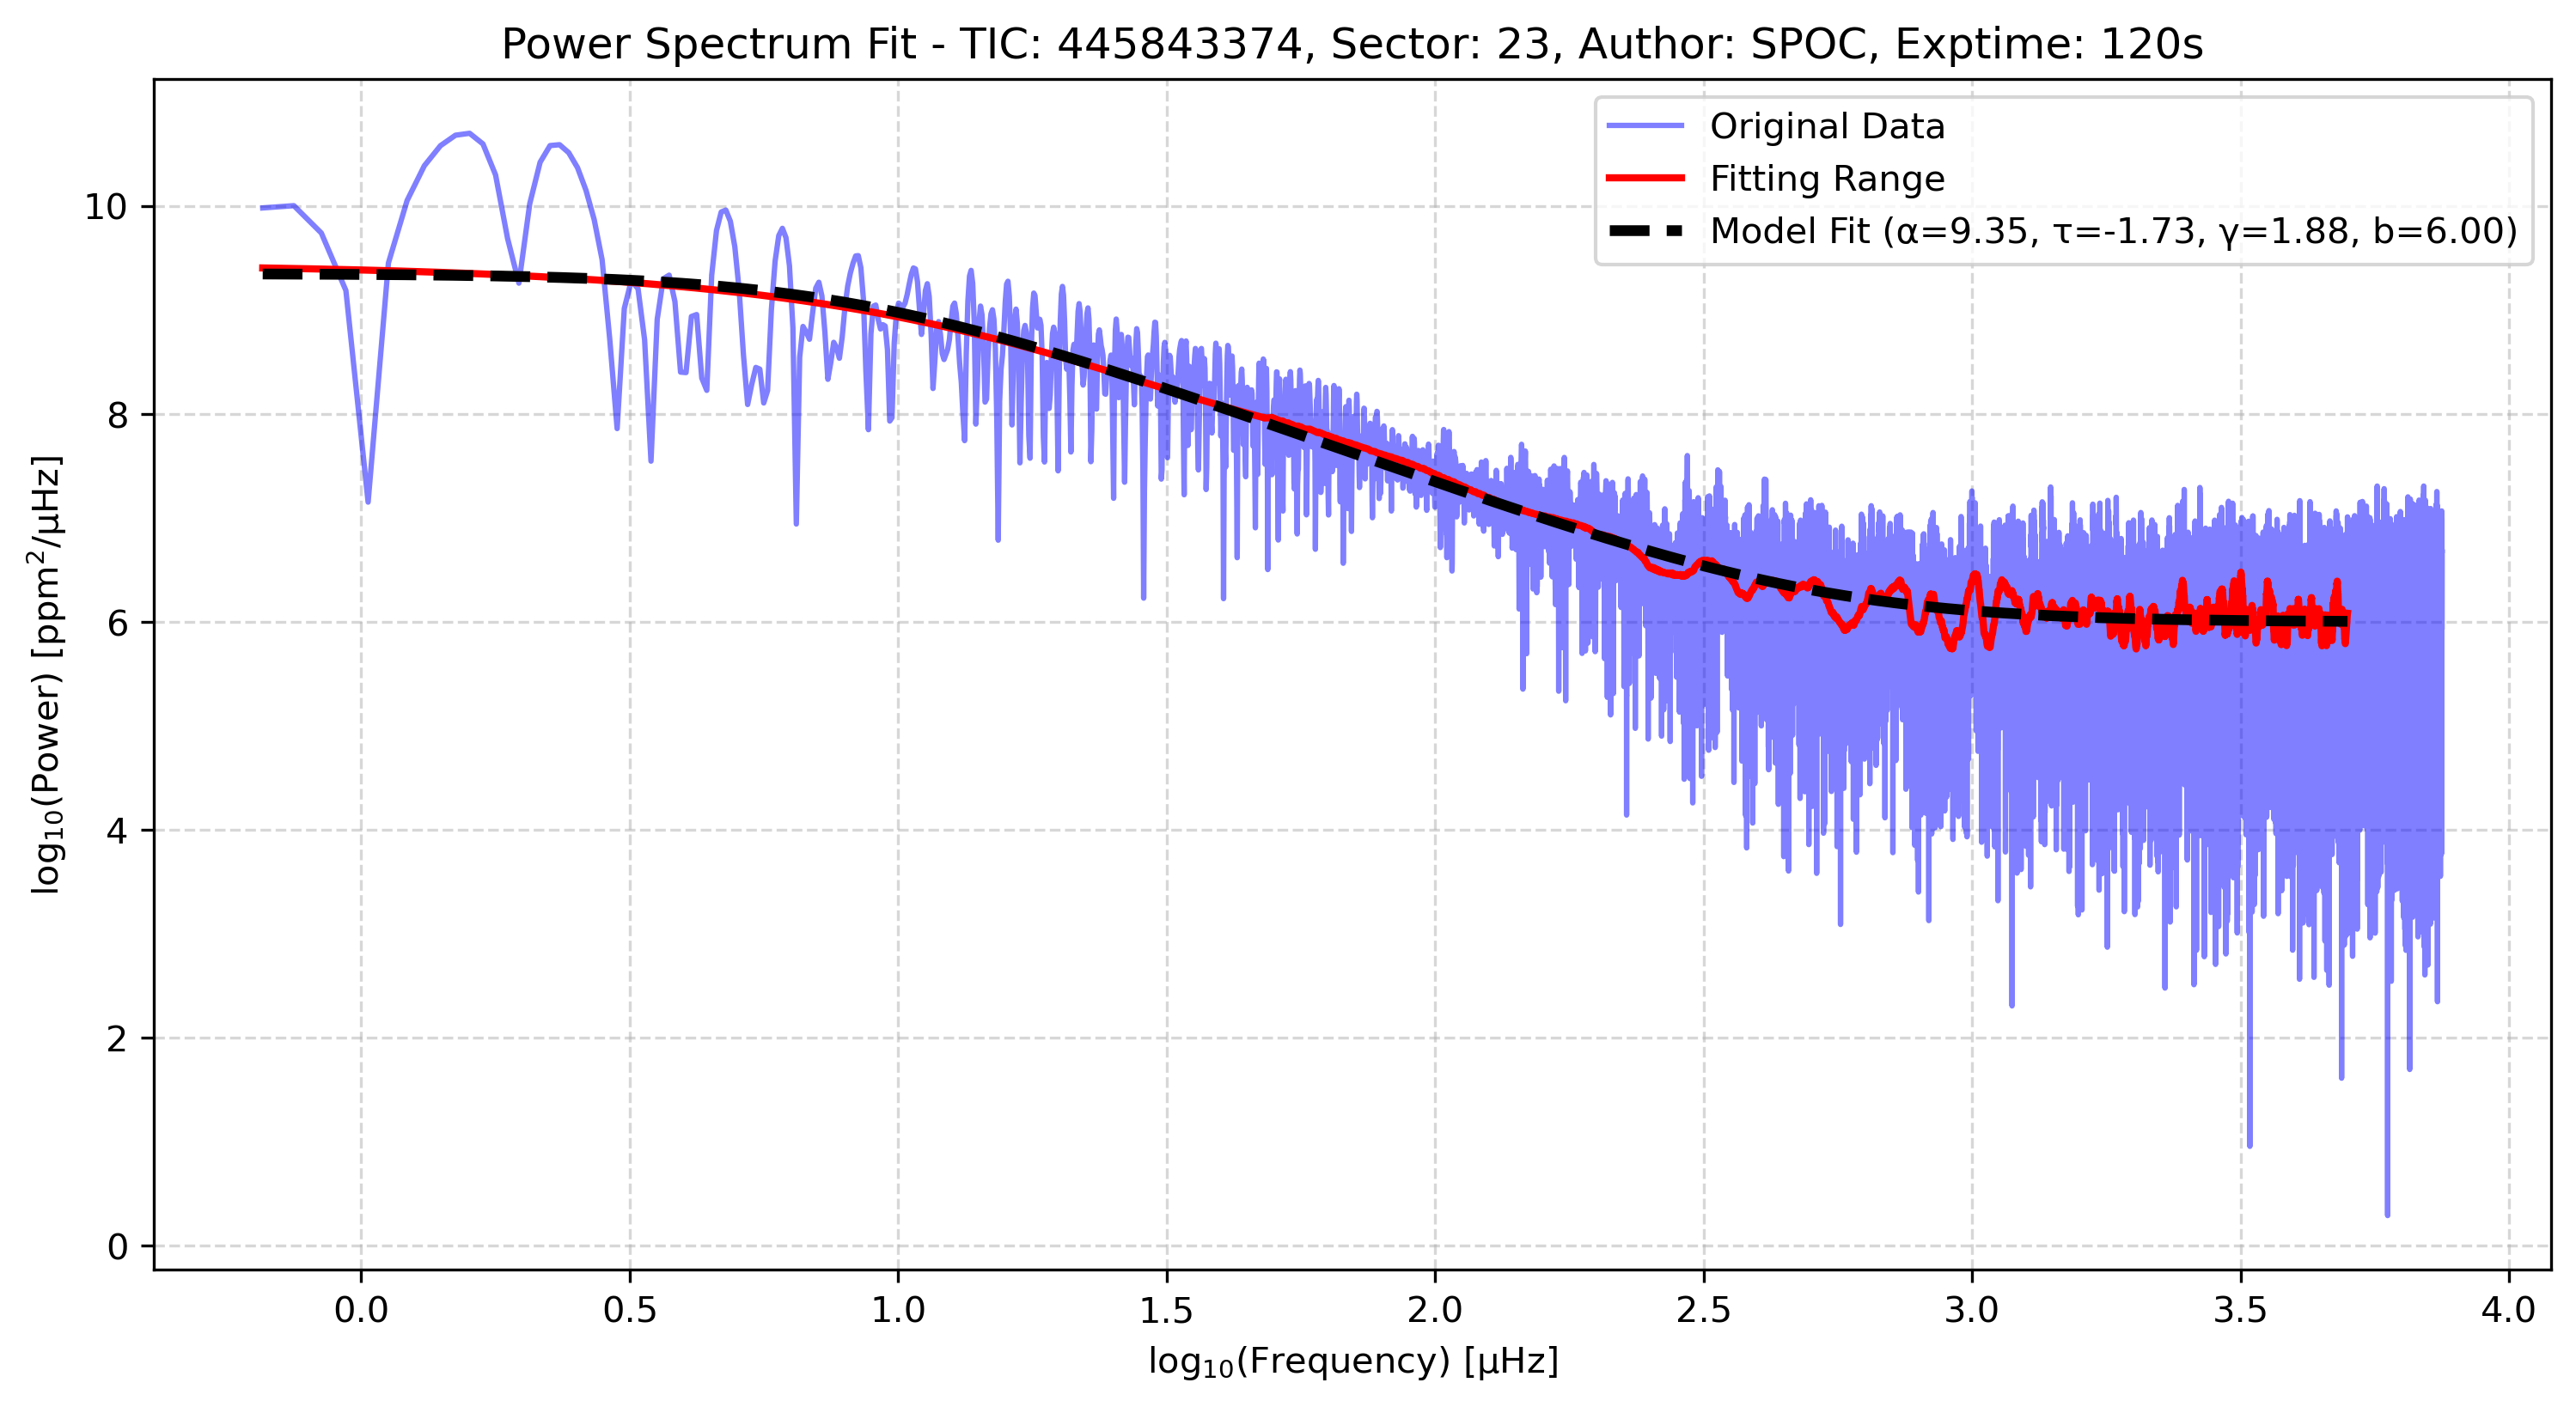 Power Spectrum Fit - TIC: 445843374, Sector: 23, Author: SPOC, Exptime: 120s
Original Data
Fitting Range
Model Fit (α=9.35, τ=-1.73, γ=1.88, b=6.00)
log₁₀(Power) [ppm²/μHz]
10
8
6
4
2
0
0.0 0.5 1.0 1.5 2.0 2.5 3.0 3.5 4.0
log₁₀(Frequency) [μHz]